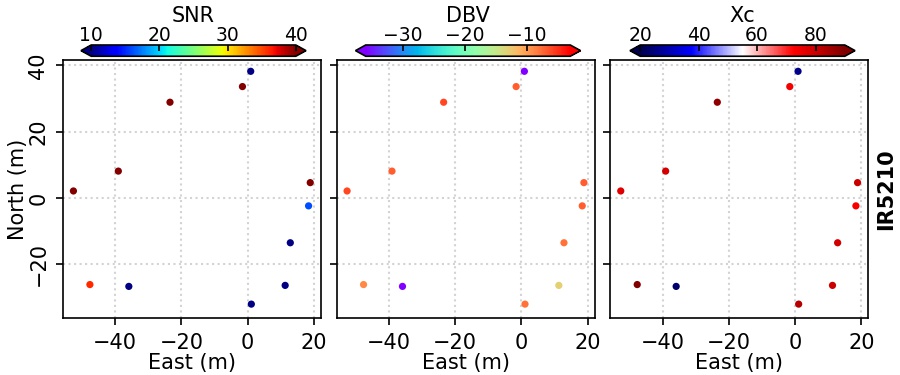 SNR DBV Xc
10 20 30 40 −30 −20 −10 20 40 60 80
40
20
0
−20
North (m)
IR5210
−40 −20 0 20 −40 −20 0 20 −40 −20 0 20
East (m) East (m) East (m)